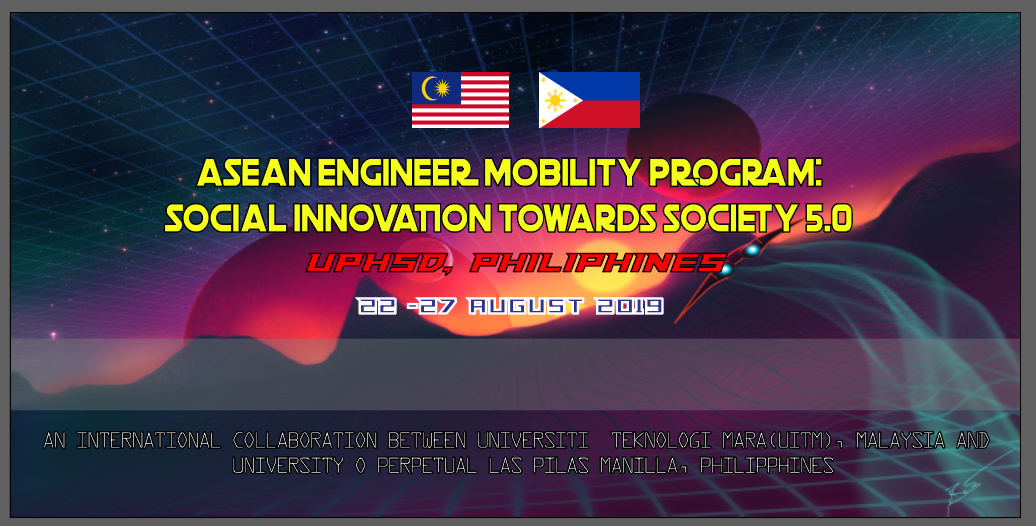 ASEAN ENGINEER MOBILITY PROGRAM:
SOCIAL INNOVATION TOWARDS SOCIETY 5.0
UPHSD, PHILIPHINES
22 -27 AUGUST 2019
AN INTERNATIONAL COLLABORATION BETWEEN UNIVERSITI TEKNOLOGI MARA(UITM), MALAYSIA AND
UNIVERSITY O PERPETUAL LAS PILAS MANILLA, PHILIPPHINES